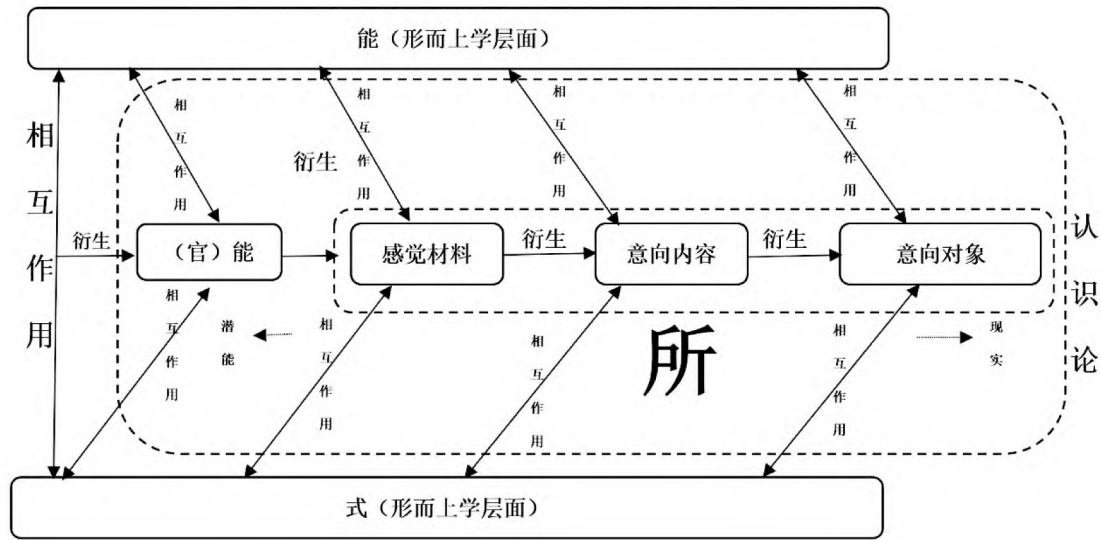 能（形而上学层面）
相互作用
相互作用
相互作用
相互作用
相互作用
衍生
衍生
（官）能
感觉材料
衍生
意向内容
衍生
意向对象
认识论
相互作用
潜能
相互作用
相互作用
所
相互作用
现实
式（形而上学层面）